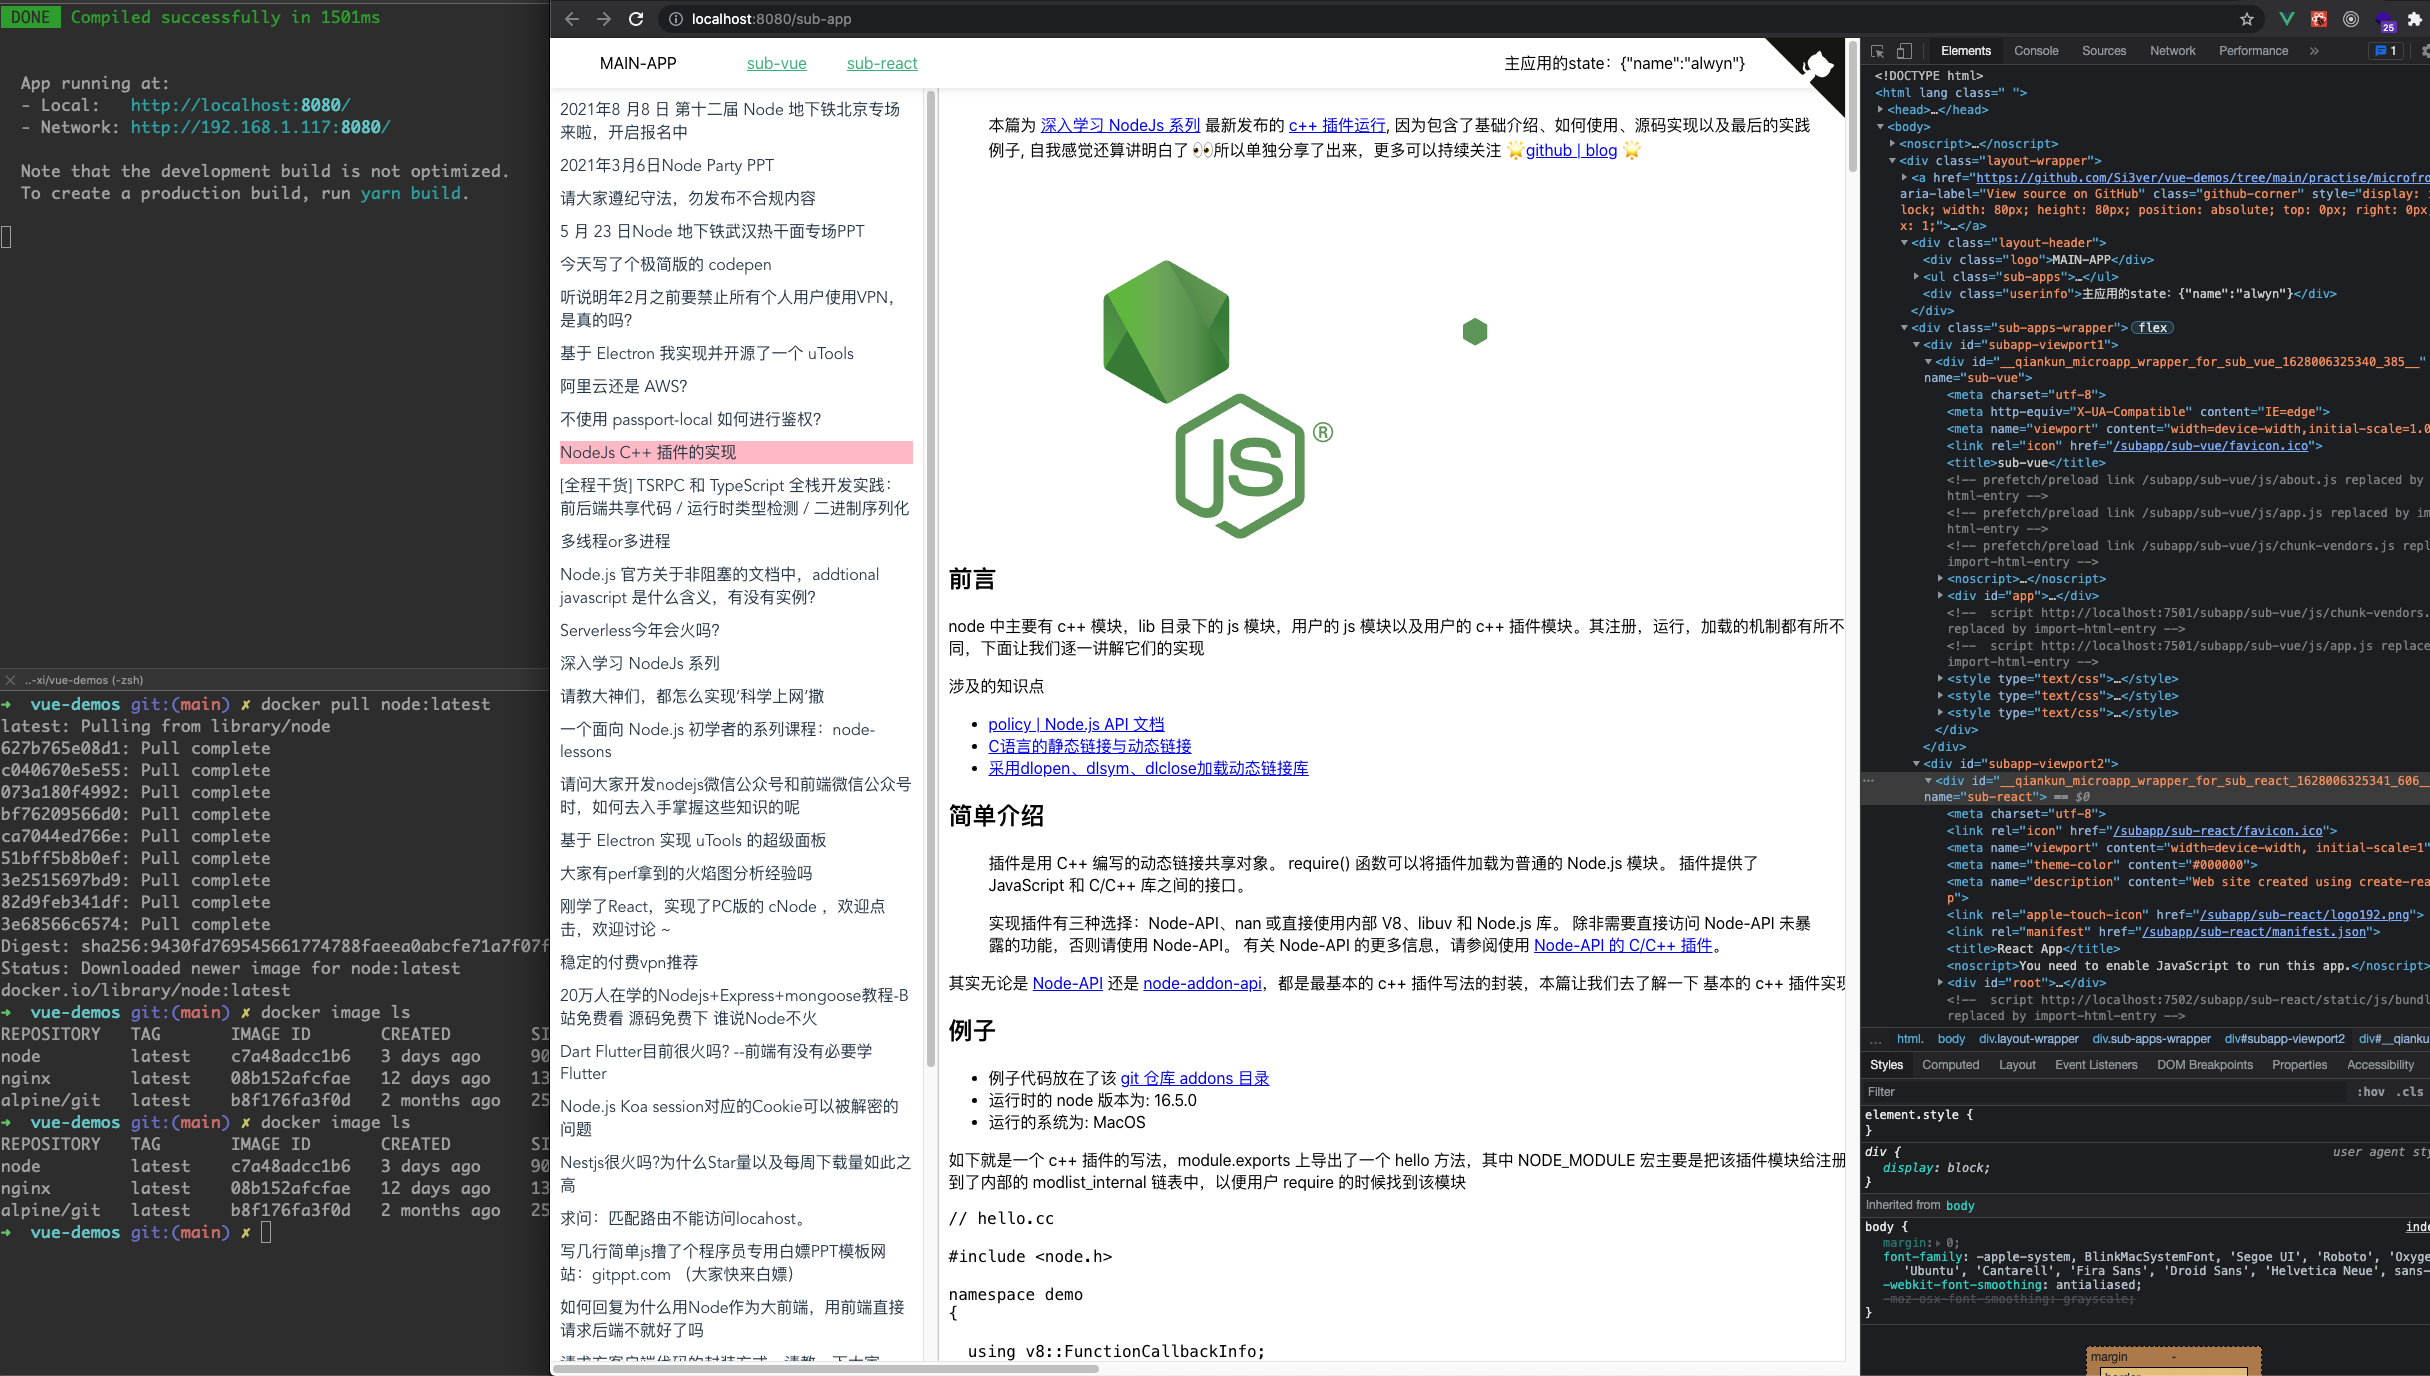 DONE Compiled successfully in 1501ms
App running at:
- Local: http://localhost:8080/
- Network: http://192.168.1.117:8080/
Note that the development build is not optimized.
To create a production build, run yarn build.
..-xi/vue-demos (-zsh)
➜ vue-demos git:(main) ✗ docker pull node:latest
latest: Pulling from library/node
627b765e08d1: Pull complete
c040670e5e55: Pull complete
073a180f4992: Pull complete
bf76209566d0: Pull complete
ca7044ed766e: Pull complete
51bff5b8b0ef: Pull complete
3e2515697bd9: Pull complete
82d9feb341df: Pull complete
3e68566c6574: Pull complete
Digest: sha256:9430fd769545661774788faeea0abcfe71a7f07f
Status: Downloaded newer image for node:latest
docker.io/library/node:latest
➜ vue-demos git:(main) ✗ docker image ls
REPOSITORY TAG IMAGE ID CREATED SI
node latest c7a48adcc1b6 3 days ago 90
nginx latest 08b152afcfae 12 days ago 13
alpine/git latest b8f176fa3f0d 2 months ago 25
➜ vue-demos git:(main) ✗ docker image ls
REPOSITORY TAG IMAGE ID CREATED SI
node latest c7a48adcc1b6 3 days ago 90
nginx latest 08b152afcfae 12 days ago 13
alpine/git latest b8f176fa3f0d 2 months ago 25
➜ vue-demos git:(main) ✗
localhost:8080/sub-app
25
MAIN-APP sub-vue sub-react 主应用的state：{"name":"alwyn"}
2021年8 月8 日 第十二届 Node 地下铁北京专场
来啦，开启报名中
2021年3月6日Node Party PPT
请大家遵纪守法，勿发布不合规内容
5 月 23 日Node 地下铁武汉热干面专场PPT
今天写了个极简版的 codepen
听说明年2月之前要禁止所有个人用户使用VPN，
是真的吗?
基于 Electron 我实现并开源了一个 uTools
阿里云还是 AWS?
不使用 passport-local 如何进行鉴权?
NodeJs C++ 插件的实现
[全程干货] TSRPC 和 TypeScript 全栈开发实践：
前后端共享代码 / 运行时类型检测 / 二进制序列化
多线程or多进程
Node.js 官方关于非阻塞的文档中，addtional
javascript 是什么含义，有没有实例?
Serverless今年会火吗?
深入学习 NodeJs 系列
请教大神们，都怎么实现‘科学上网’撒
一个面向 Node.js 初学者的系列课程：node-
lessons
请问大家开发nodejs微信公众号和前端微信公众号
时，如何去入手掌握这些知识的呢
基于 Electron 实现 uTools 的超级面板
大家有perf拿到的火焰图分析经验吗
刚学了React，实现了PC版的 cNode ，欢迎点
击，欢迎讨论 ~
稳定的付费vpn推荐
20万人在学的Nodejs+Express+mongoose教程-B
站免费看 源码免费下 谁说Node不火
Dart Flutter目前很火吗? --前端有没有必要学
Flutter
Node.js Koa session对应的Cookie可以被解密的
问题
Nestjs很火吗?为什么Star量以及每周下载量如此之
高
求问：匹配路由不能访问locahost。
写几行简单js撸了个程序员专用白嫖PPT模板网
站：gitppt.com （大家快来白嫖）
如何回复为什么用Node作为大前端，用前端直接
请求后端不就好了吗
本篇为 深入学习 NodeJs 系列 最新发布的 c++ 插件运行, 因为包含了基础介绍、如何使用、源码实现以及最后的实践
例子, 自我感觉还算讲明白了 👀所以单独分享了出来，更多可以持续关注 🌟github | blog 🌟
JS
®
前言
node 中主要有 c++ 模块，lib 目录下的 js 模块，用户的 js 模块以及用户的 c++ 插件模块。其注册，运行，加载的机制都有所不
同，下面让我们逐一讲解它们的实现
涉及的知识点
• policy | Node.js API 文档
• C语言的静态链接与动态链接
• 采用dlopen、dlsym、dlclose加载动态链接库
简单介绍
插件是用 C++ 编写的动态链接共享对象。 require() 函数可以将插件加载为普通的 Node.js 模块。 插件提供了
JavaScript 和 C/C++ 库之间的接口。
实现插件有三种选择：Node-API、nan 或直接使用内部 V8、libuv 和 Node.js 库。 除非需要直接访问 Node-API 未暴
露的功能，否则请使用 Node-API。 有关 Node-API 的更多信息，请参阅使用 Node-API 的 C/C++ 插件。
其实无论是 Node-API 还是 node-addon-api，都是最基本的 c++ 插件写法的封装，本篇让我们去了解一下 基本的 c++ 插件实现
例子
• 例子代码放在了该 git 仓库 addons 目录
• 运行时的 node 版本为: 16.5.0
• 运行的系统为: MacOS
如下就是一个 c++ 插件的写法，module.exports 上导出了一个 hello 方法，其中 NODE_MODULE 宏主要是把该插件模块给注册
到了内部的 modlist_internal 链表中，以便用户 require 的时候找到该模块
// hello.cc
#include <node.h>
namespace demo
{
using v8::FunctionCallbackInfo;
Elements Console Sources Network Performance » 1
<!DOCTYPE html>
<html lang class=" ">
<head>…</head>
<body>
<noscript>…</noscript>
<div class="layout-wrapper">
<a href="https://github.com/Si3ver/vue-demos/tree/main/practise/microfro
aria-label="View source on GitHub" class="github-corner" style="display:
lock; width: 80px; height: 80px; position: absolute; top: 0px; right: 0px
x: 1;">…</a>
<div class="layout-header">
<div class="logo">MAIN-APP</div>
<ul class="sub-apps">…</ul>
<div class="userinfo">主应用的state：{"name":"alwyn"}</div>
</div>
<div class="sub-apps-wrapper"> flex
<div id="subapp-viewport1">
<div id="__qiankun_microapp_wrapper_for_sub_vue_1628006325340_385__"
name="sub-vue">
<meta charset="utf-8">
<meta http-equiv="X-UA-Compatible" content="IE=edge">
<meta name="viewport" content="width=device-width,initial-scale=1.0
<link rel="icon" href="/subapp/sub-vue/favicon.ico">
<title>sub-vue</title>
<!-- prefetch/preload link /subapp/sub-vue/js/about.js replaced by
html-entry -->
<!-- prefetch/preload link /subapp/sub-vue/js/app.js replaced by im
html-entry -->
<!-- prefetch/preload link /subapp/sub-vue/js/chunk-vendors.js repl
import-html-entry -->
<noscript>…</noscript>
<div id="app">…</div>
<!-- script http://localhost:7501/subapp/sub-vue/js/chunk-vendors.
replaced by import-html-entry -->
<!-- script http://localhost:7501/subapp/sub-vue/js/app.js replace
import-html-entry -->
<style type="text/css">…</style>
<style type="text/css">…</style>
<style type="text/css">…</style>
</div>
</div>
<div id="subapp-viewport2">
<div id="__qiankun_microapp_wrapper_for_sub_react_1628006325341_606__
name="sub-react"> == $0
<meta charset="utf-8">
<link rel="icon" href="/subapp/sub-react/favicon.ico">
<meta name="viewport" content="width=device-width, initial-scale=1"
<meta name="theme-color" content="#000000">
<meta name="description" content="Web site created using create-rea
p">
<link rel="apple-touch-icon" href="/subapp/sub-react/logo192.png">
<link rel="manifest" href="/subapp/sub-react/manifest.json">
<title>React App</title>
<noscript>You need to enable JavaScript to run this app.</noscript>
<div id="root">…</div>
<!-- script http://localhost:7502/subapp/sub-react/static/js/bundl
replaced by import-html-entry -->
… html. body div.layout-wrapper div.sub-apps-wrapper div#subapp-viewport2 div#__qianku
Styles Computed Layout Event Listeners DOM Breakpoints Properties Accessibility
Filter :hov .cls
element.style {
}
div { user agent sty
display: block;
}
Inherited from body
body { inde
margin: 0;
font-family: -apple-system, BlinkMacSystemFont, 'Segoe UI', 'Roboto', 'Oxyge
'Ubuntu', 'Cantarell', 'Fira Sans', 'Droid Sans', 'Helvetica Neue', sans-
-webkit-font-smoothing: antialiased;
-moz-osx-font-smoothing: grayscale;
}
margin -